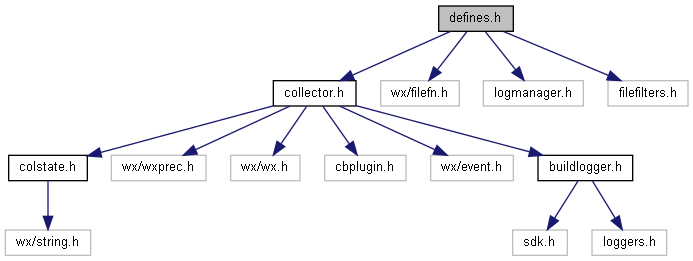 defines.h
collector.h
wx/filefn.h
logmanager.h
filefilters.h
colstate.h
wx/wxprec.h
wx/wx.h
cbplugin.h
wx/event.h
buildlogger.h
wx/string.h
sdk.h
loggers.h